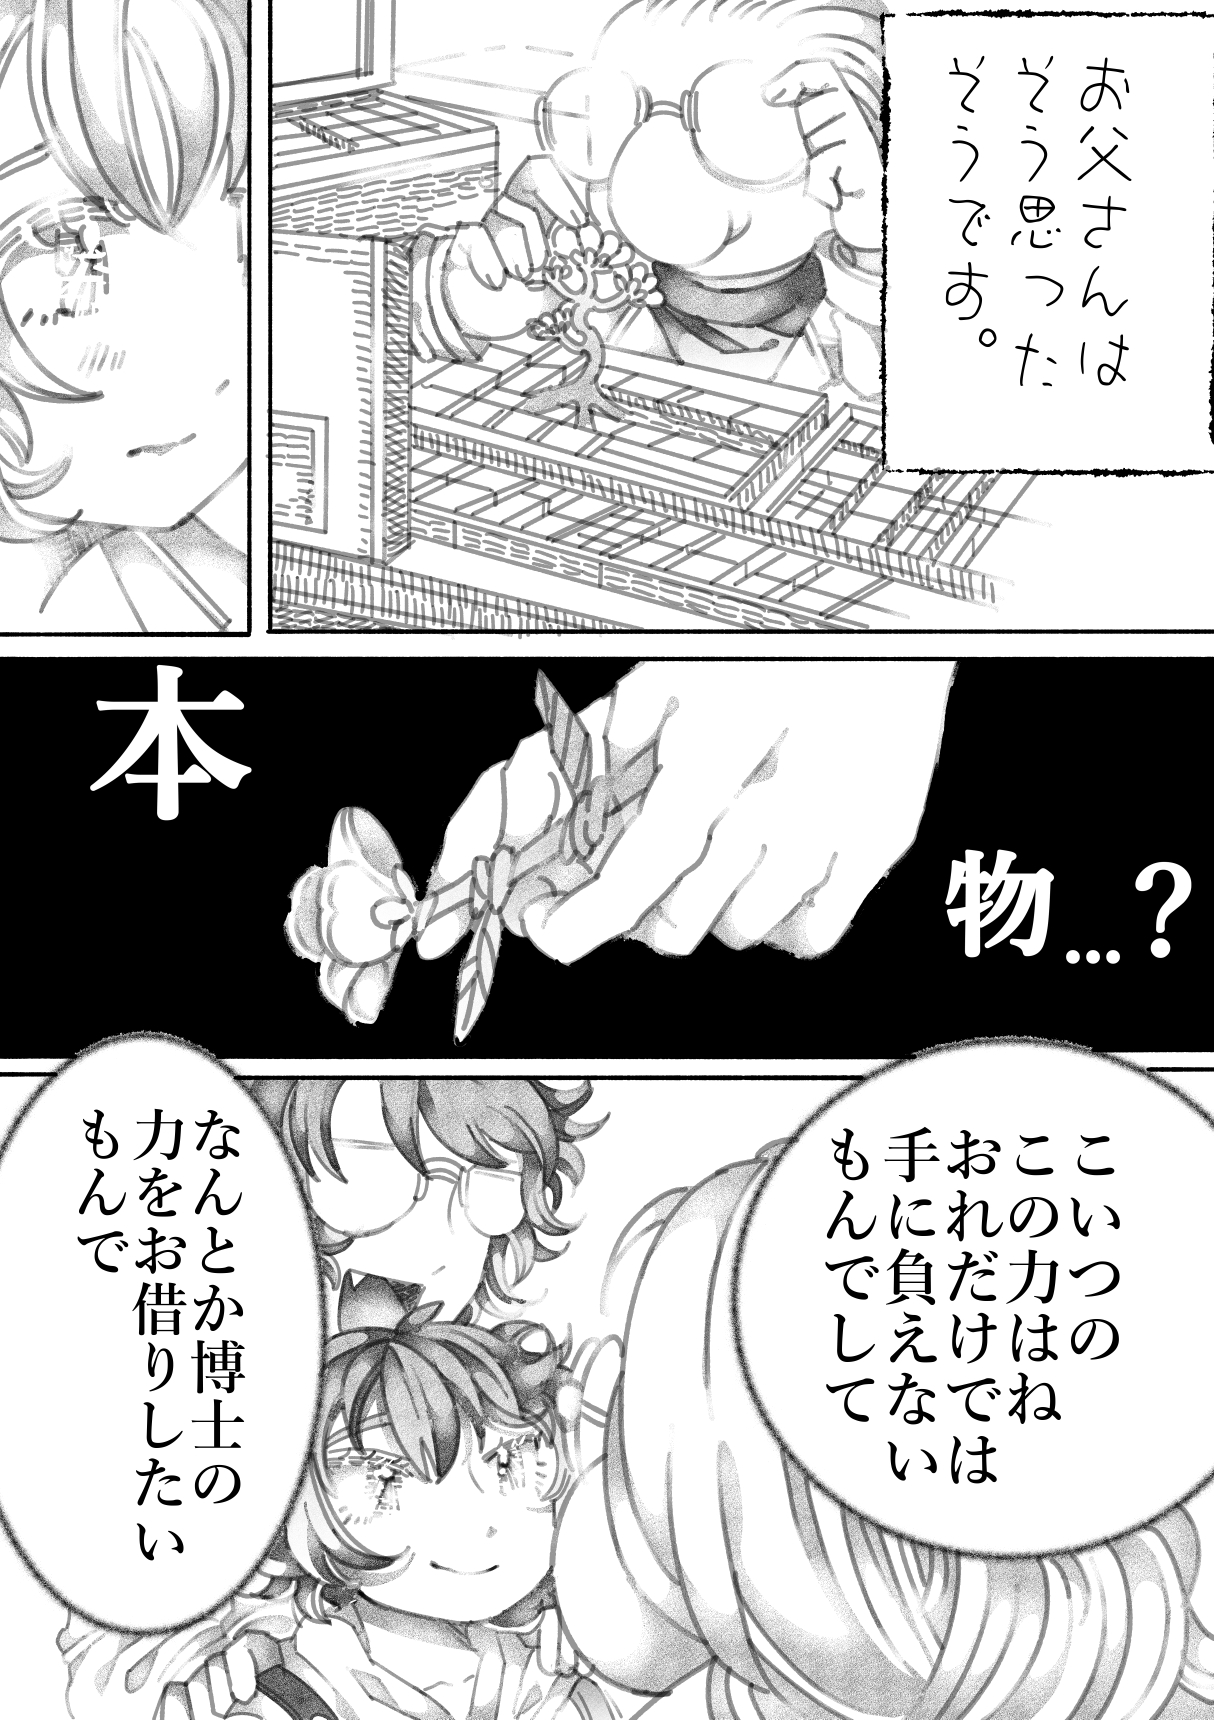 お父さんは
そう思った
そうです。
本
物…？
こいつの
この力はね
おれだけでは
手に負えない
もんでして
なんとか博士の
力をお借りしたい
もんで